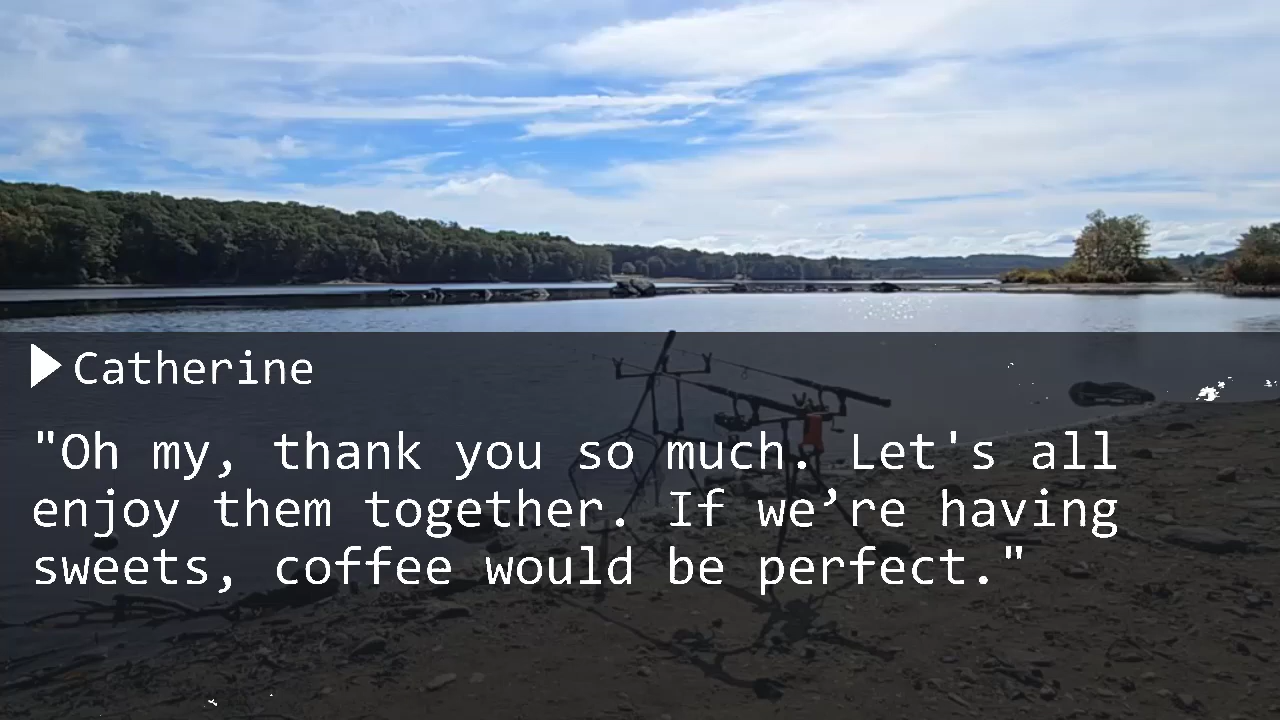 Catherine
"Oh my, thank you so much. Let's all
enjoy them together. If we’re having
sweets, coffee would be perfect."